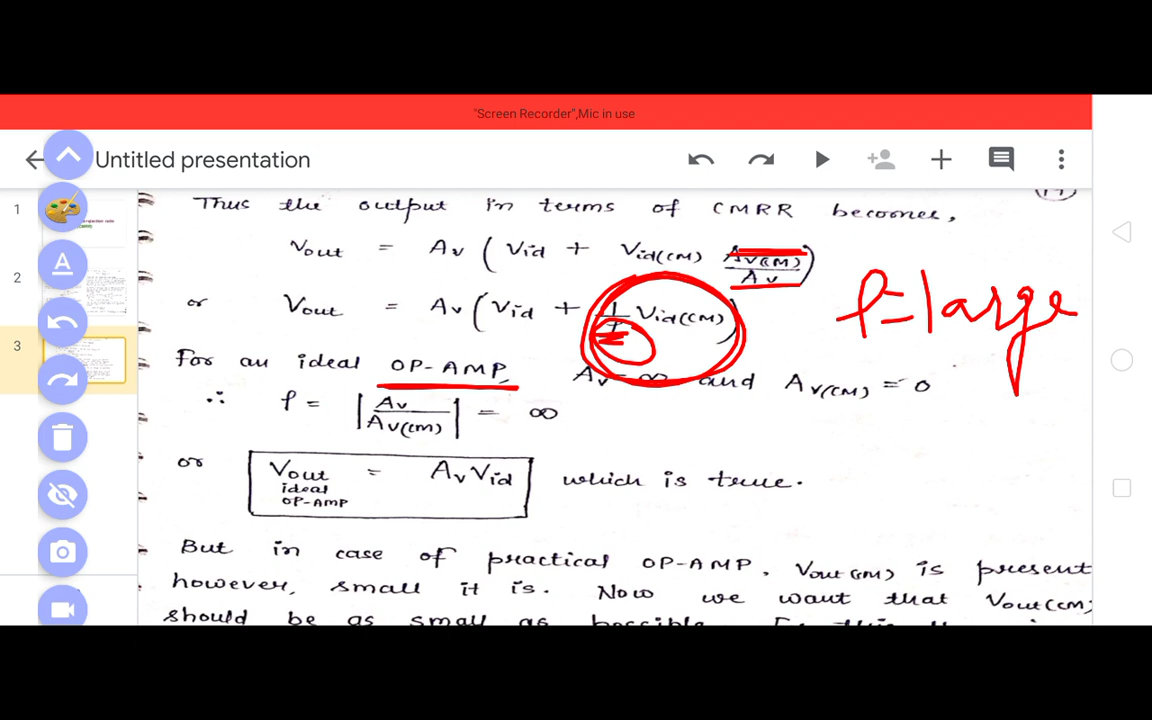 "Screen Recorder",Mic in use
Untitled presentation
1
2
3
Thus the output in terms of CMRR becomes,
Vout = Av ( Vid + Vid(CM) Av(CM)/Av )
or Vout = Av ( Vid + 1/ρ Vid(CM) )
ρ = large
For an ideal OP-AMP, Av = ∞ and Av(CM) = 0
∴ ρ = | Av/Av(CM) | = ∞
or Vout = Av Vid which is true.
ideal
OP-AMP
But in case of practical OP-AMP. Vout(CM) is present
however, small it is. Now we want that Vout(CM)
should be as small as possible.